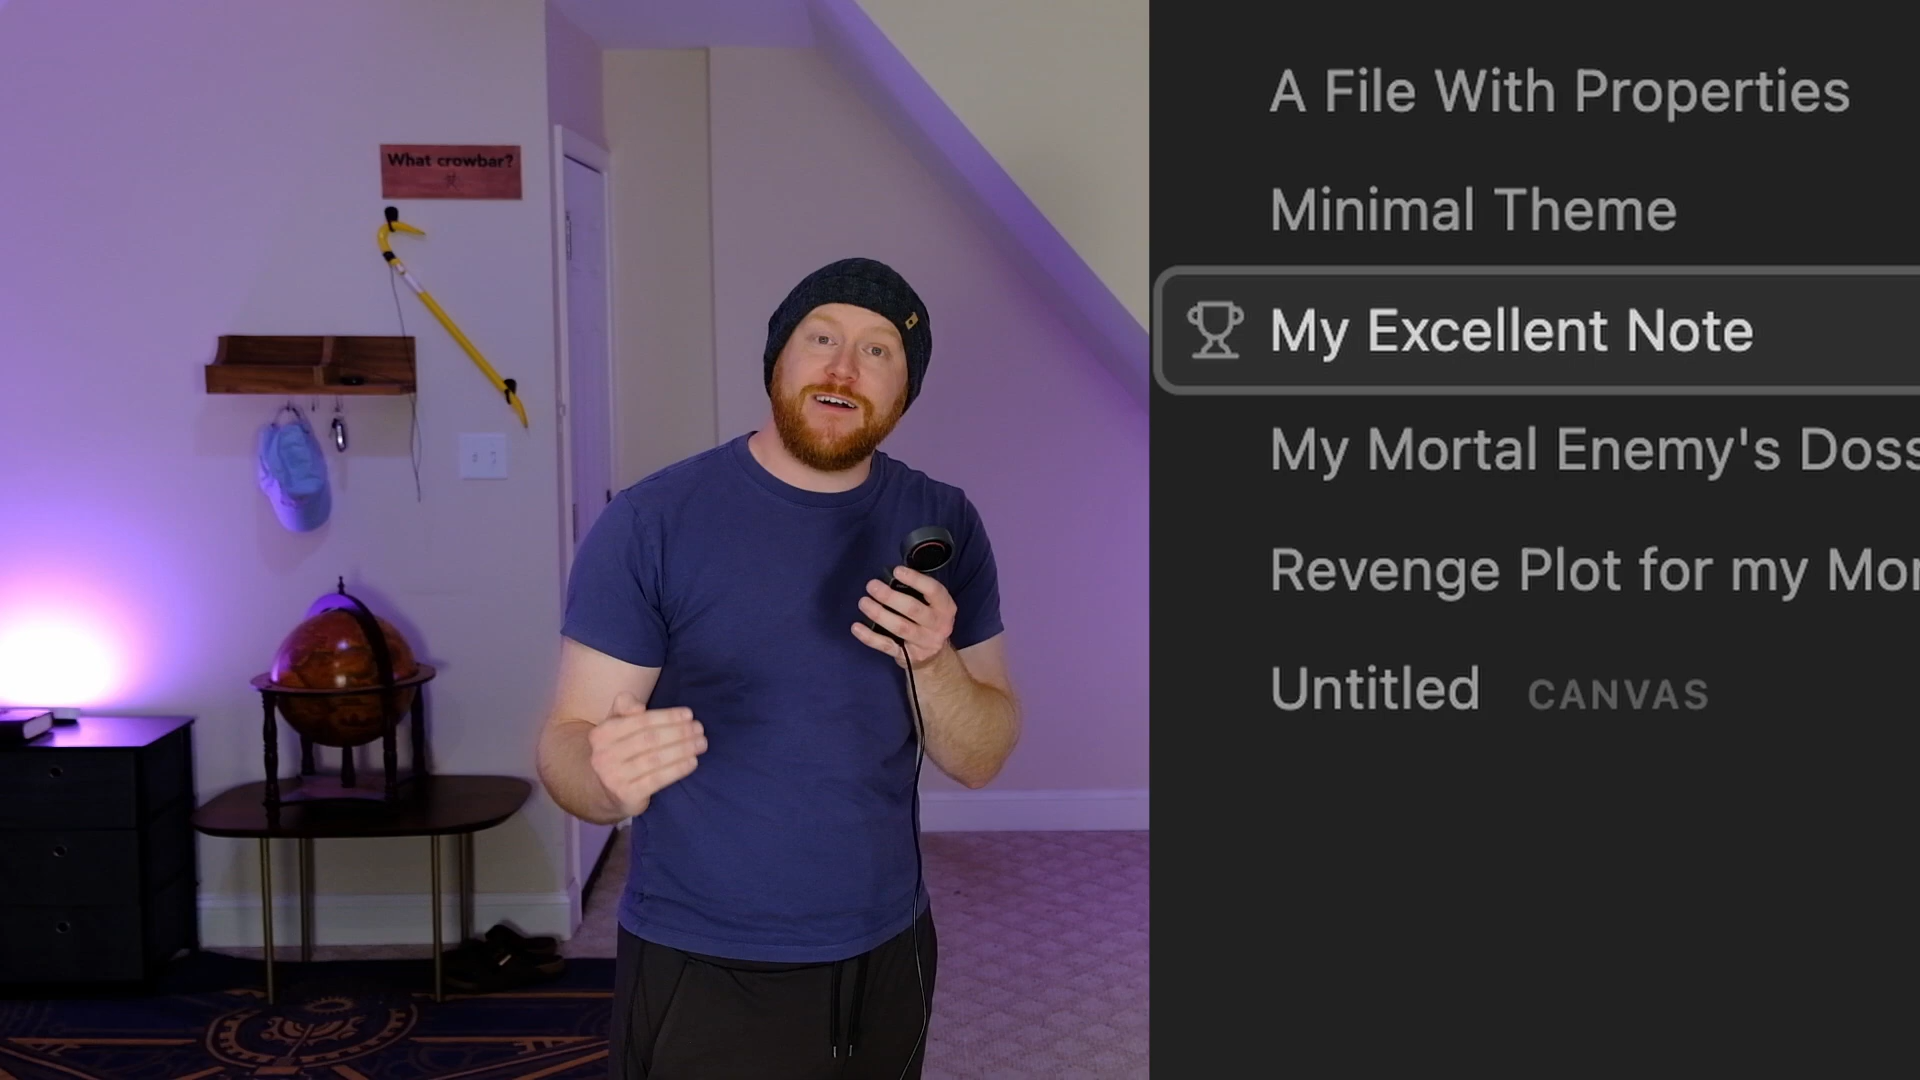 What crowbar?
A File With Properties
Minimal Theme
My Excellent Note
My Mortal Enemy's Doss
Revenge Plot for my Mor
Untitled CANVAS